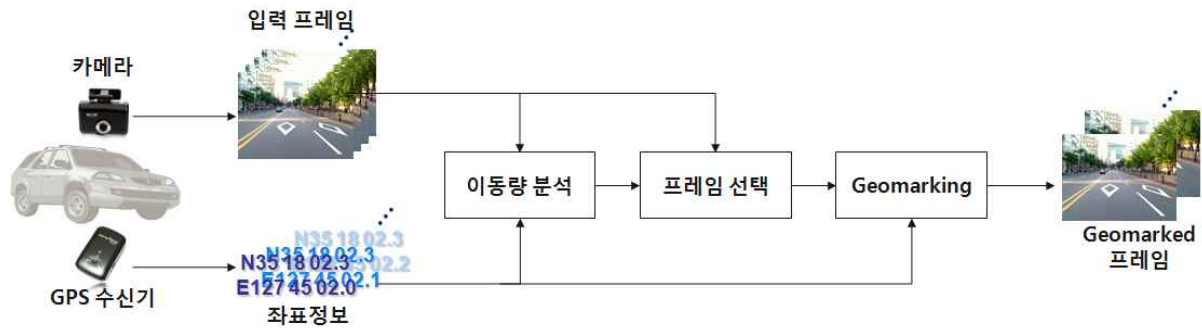 입력 프레임
카메라
이동량 분석
프레임 선택
Geomarking
Geomarked
프레임
N35 18 02.3
N35 18 02.3
N35 18 02.3
E127 45 02.1
E127 45 02.0
GPS 수신기
좌표정보